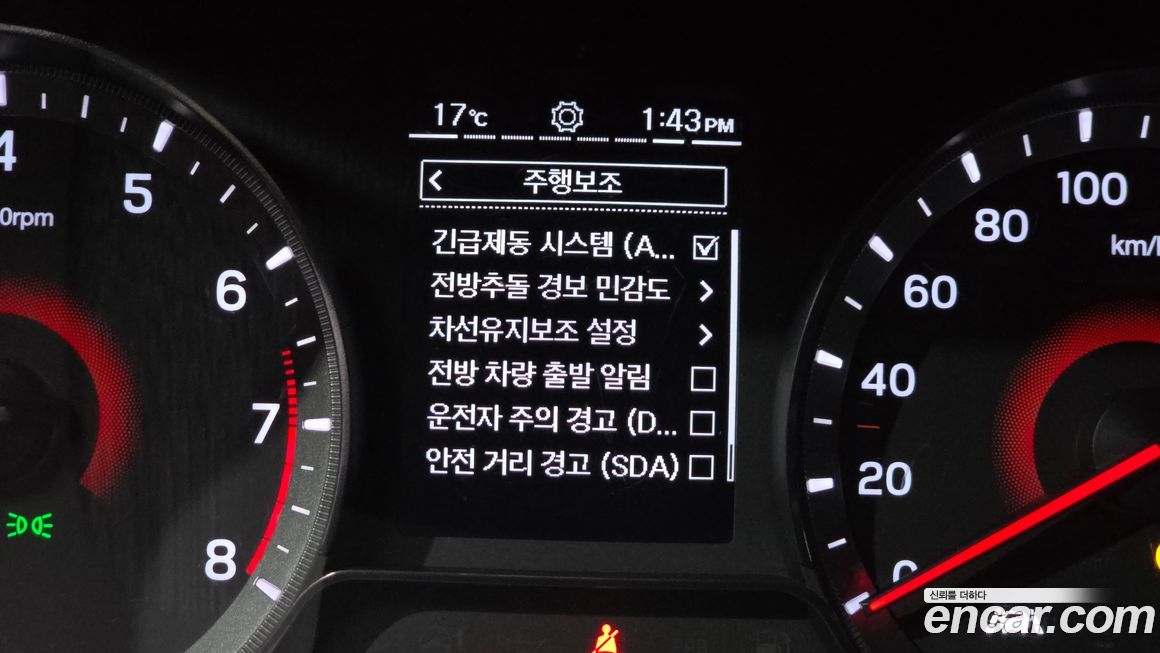 17℃ 1:43PM
주행보조
긴급제동 시스템 (A...
전방추돌 경보 민감도
차선유지보조 설정
전방 차량 출발 알림
운전자 주의 경고 (D...
안전 거리 경고 (SDA)
4
5
6
7
8
0rpm
100
80
60
40
20
0
km/h
신뢰를 더하다
encar.com